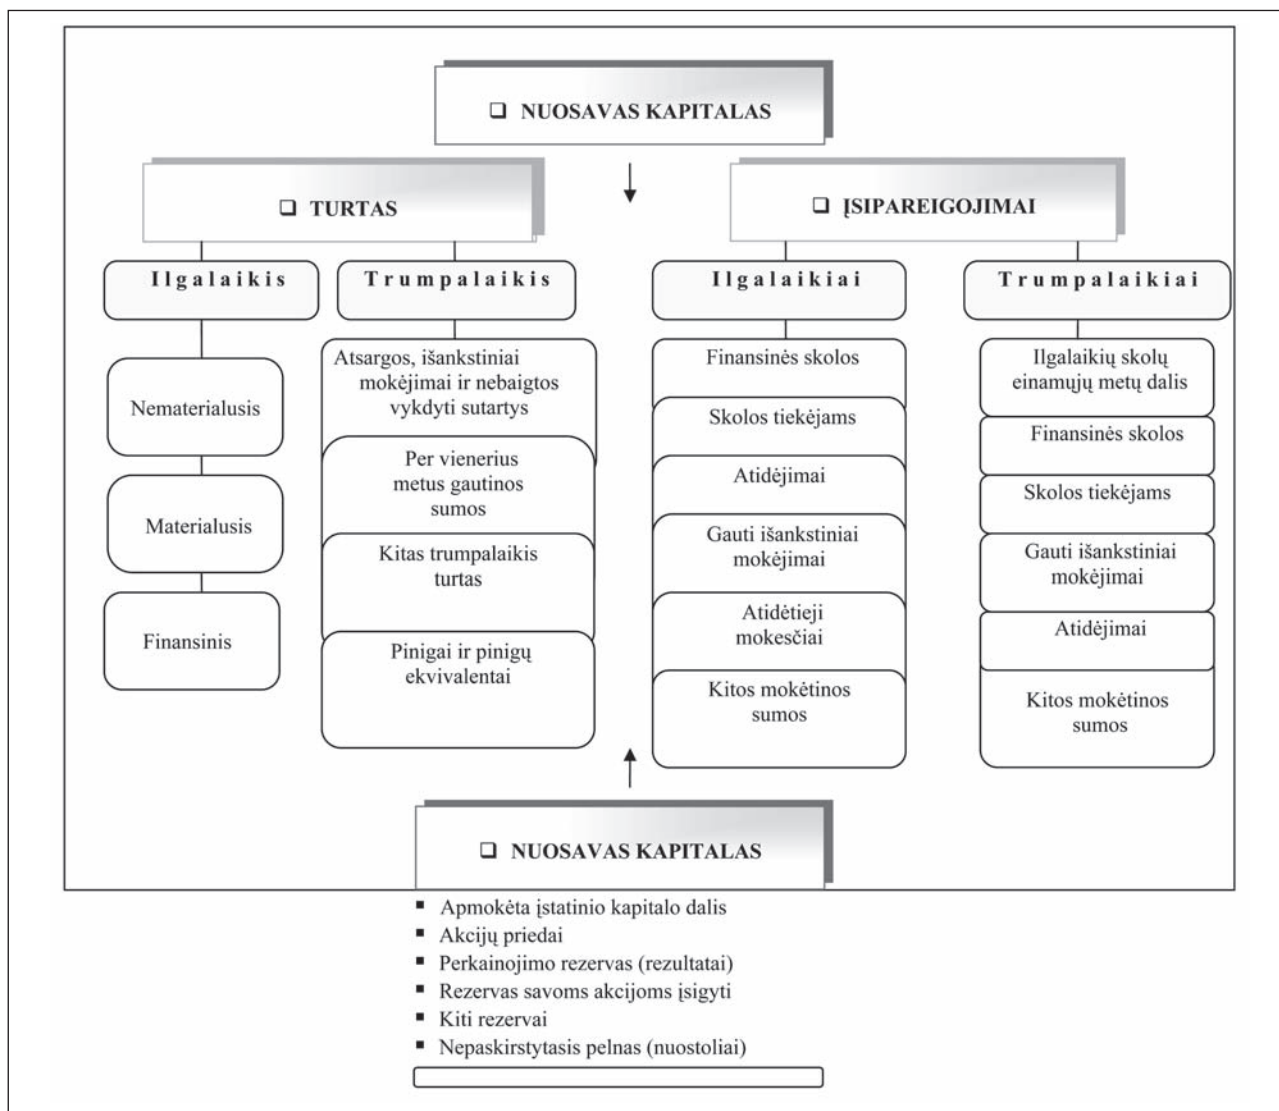 ❑ NUOSAVAS KAPITALAS
❑ TURTAS
❑ ĮSIPAREIGOJIMAI
Ilgalaikis
Trumpalaikis
Ilgalaikiai
Trumpalaikiai
Nematerialusis
Materialusis
Finansinis
Atsargos, išankstiniai
mokėjimai ir nebaigtos
vykdyti sutartys
Per vienerius
metus gautinos
sumos
Kitas trumpalaikis
turtas
Pinigai ir pinigų
ekvivalentai
Finansinės skolos
Skolos tiekėjams
Atidėjimai
Gauti išankstiniai
mokėjimai
Atidėtieji
mokesčiai
Kitos mokėtinos
sumos
Ilgalaikių skolų
einamųjų metų dalis
Finansinės skolos
Skolos tiekėjams
Gauti išankstiniai
mokėjimai
Atidėjimai
Kitos mokėtinos
sumos
❑ NUOSAVAS KAPITALAS
▪ Apmokėta įstatinio kapitalo dalis
▪ Akcijų priedai
▪ Perkainojimo rezervas (rezultatai)
▪ Rezervas savoms akcijoms įsigyti
▪ Kiti rezervai
▪ Nepaskirstytasis pelnas (nuostoliai)